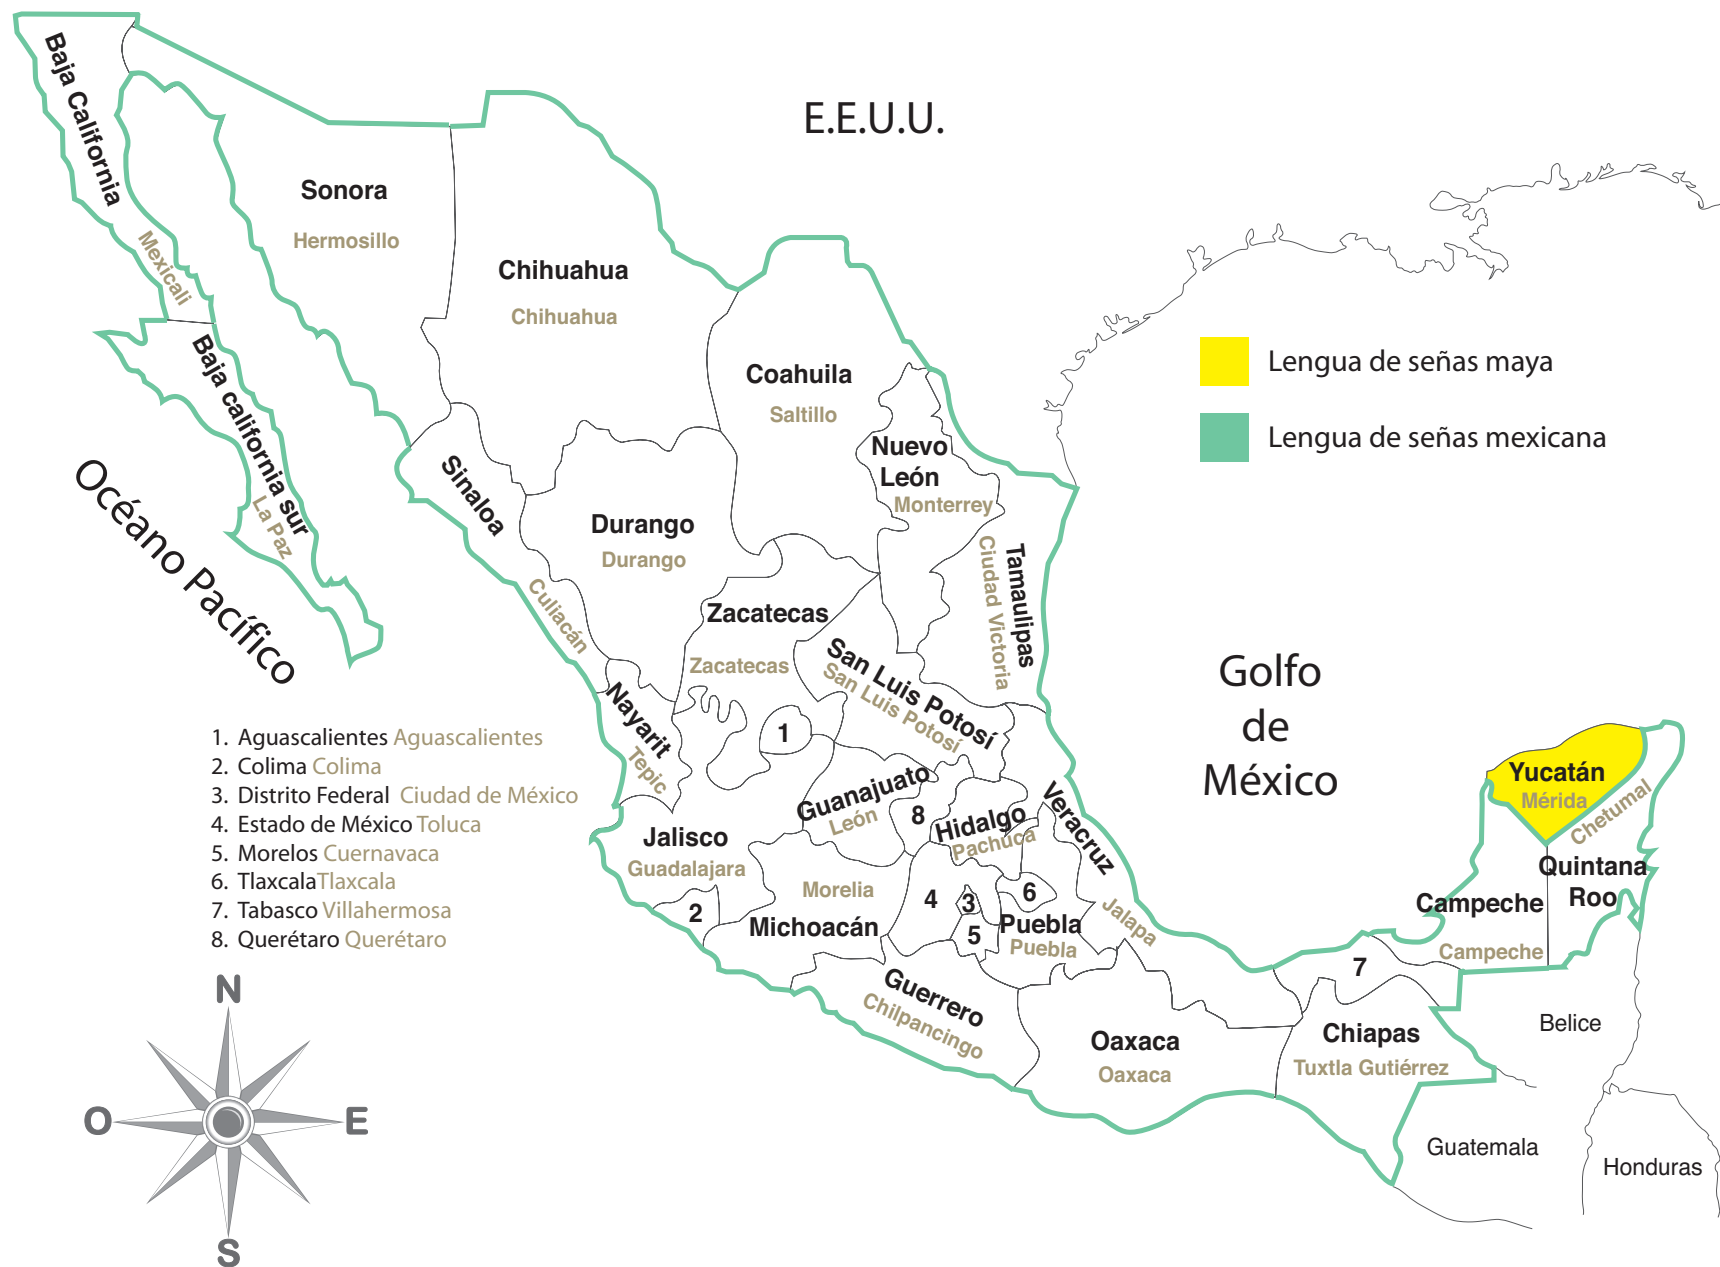 E.E.U.U.
Baja California
Mexicali
Sonora
Hermosillo
Chihuahua
Chihuahua
Coahuila
Saltillo
Lengua de señas maya
Lengua de señas mexicana
Baja california sur
La Paz
Océano Pacífico
Sinaloa
Culiacán
Durango
Durango
Nuevo
León
Monterrey
Tamaulipas
Ciudad Victoria
Zacatecas
Zacatecas
San Luis Potosí
San Luis Potosí
Golfo
de
México
Nayarit
Tepic
1
1. Aguascalientes Aguascalientes
2. Colima Colima
3. Distrito Federal Ciudad de México
4. Estado de México Toluca
5. Morelos Cuernavaca
6. TlaxcalaTlaxcala
7. Tabasco Villahermosa
8. Querétaro Querétaro
Jalisco
Guadalajara
Guanajuato
León
8
Hidalgo
Pachuca
Veracruz
Jalapa
Yucatán
Mérida
Chetumal
Quintana
Roo
Campeche
Campeche
2
Morelia
Michoacán
4
3
5
6
Puebla
Puebla
7
Guerrero
Chilpancingo
Oaxaca
Oaxaca
Chiapas
Tuxtla Gutiérrez
Belice
Guatemala
Honduras
N
O
E
S